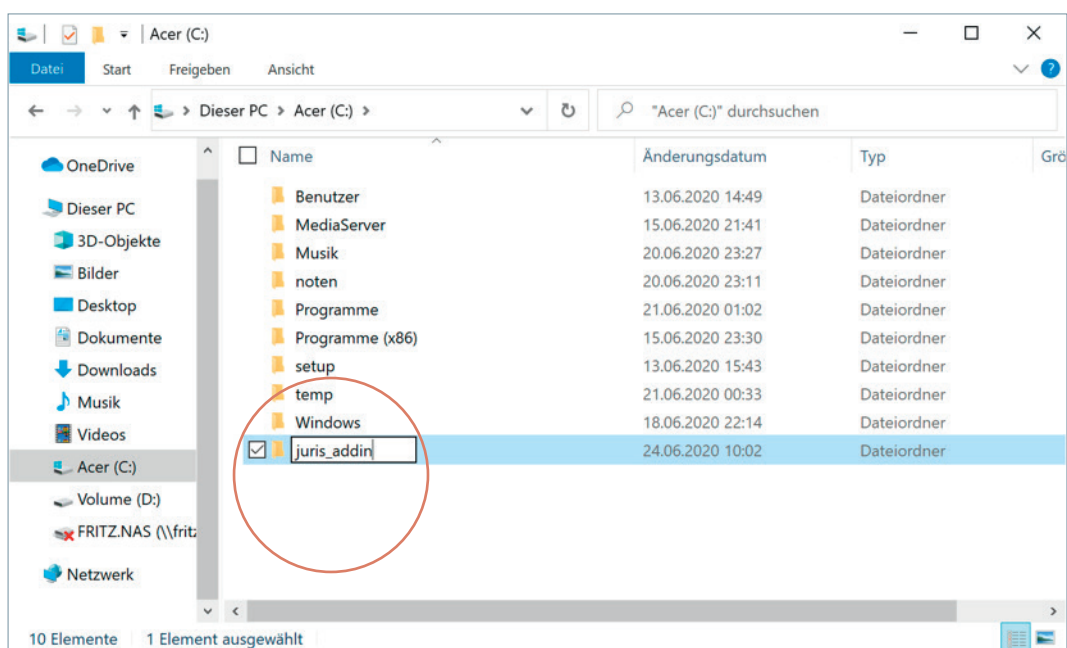 Acer (C:)
Datei Start Freigeben Ansicht
Dieser PC Acer (C:) "Acer (C:)" durchsuchen
Name Änderungsdatum Typ Grö
OneDrive
Dieser PC
3D-Objekte
Bilder
Desktop
Dokumente
Downloads
Musik
Videos
Acer (C:)
Volume (D:)
FRITZ.NAS (\\fritz
Netzwerk
Benutzer 13.06.2020 14:49 Dateiordner
MediaServer 15.06.2020 21:41 Dateiordner
Musik 20.06.2020 23:27 Dateiordner
noten 20.06.2020 23:11 Dateiordner
Programme 21.06.2020 01:02 Dateiordner
Programme (x86) 15.06.2020 23:30 Dateiordner
setup 13.06.2020 15:43 Dateiordner
temp 21.06.2020 00:33 Dateiordner
Windows 18.06.2020 22:14 Dateiordner
juris_addin 24.06.2020 10:02 Dateiordner
10 Elemente 1 Element ausgewählt